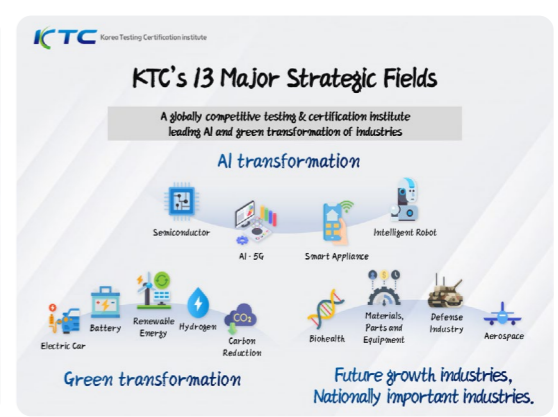 KTC Korea Testing Certification Institute
KTC's 13 Major Strategic Fields
A globally competitive testing & certification institute
leading AI and green transformation of industries
AI transformation
Semiconductor
AI · 5G
Smart Appliance
Intelligent Robot
Electric Car
Battery
Renewable
Energy
Hydrogen
CO₂
Carbon
Reduction
Green transformation
Biohealth
Materials,
Parts and
Equipment
Defense
Industry
Aerospace
Future growth industries,
Nationally important industries.